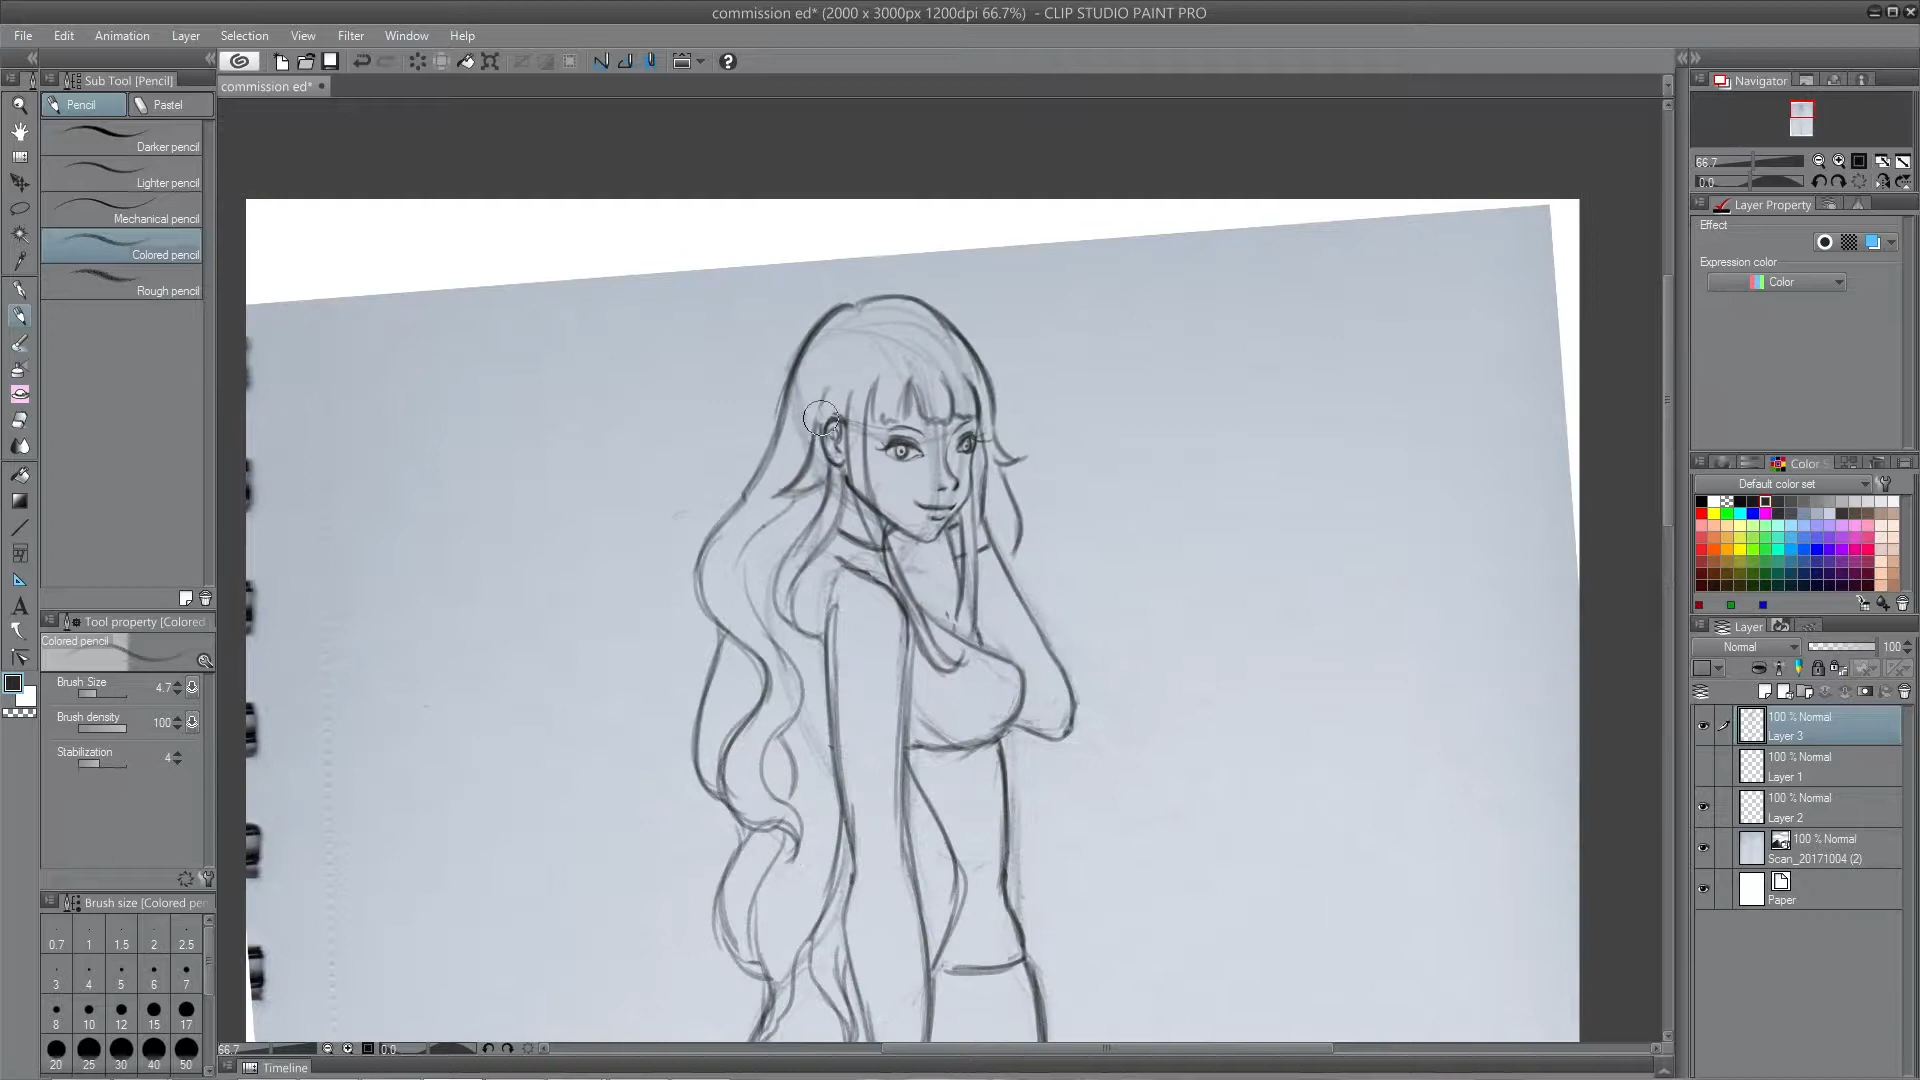 commission ed* (2000 x 3000px 1200dpi 66.7%) - CLIP STUDIO PAINT PRO
File Edit Animation Layer Selection View Filter Window Help
Sub Tool [Pencil]
commission ed*
Navigator
Pencil
Pastel
Darker pencil
Lighter pencil
Mechanical pencil
Colored pencil
Rough pencil
66.7
0.0
Layer Property
Effect
Expression color
Color
Color S
Default color set
Tool property [Colored
Colored pencil
Brush Size 4.7
Brush density 100
Stabilization 4
Layer
Normal 100
100 % Normal
Layer 3
100 % Normal
Layer 1
100 % Normal
Layer 2
100 % Normal
Scan_20171004 (2)
Paper
Brush size [Colored pen
0.7 1 1.5 2 2.5
3 4 5 6 7
8 10 12 15 17
20 25 30 40 50
66.7 0.0
Timeline